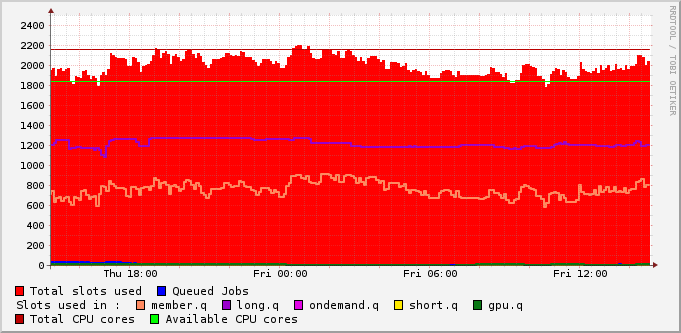 RRDTOOL / TOBI OETIKER
2400
2200
2000
1800
1600
1400
1200
1000
800
600
400
200
0
Thu 18:00 Fri 00:00 Fri 06:00 Fri 12:00
Total slots used Queued Jobs
Slots used in : member.q long.q ondemand.q short.q gpu.q
Total CPU cores Available CPU cores